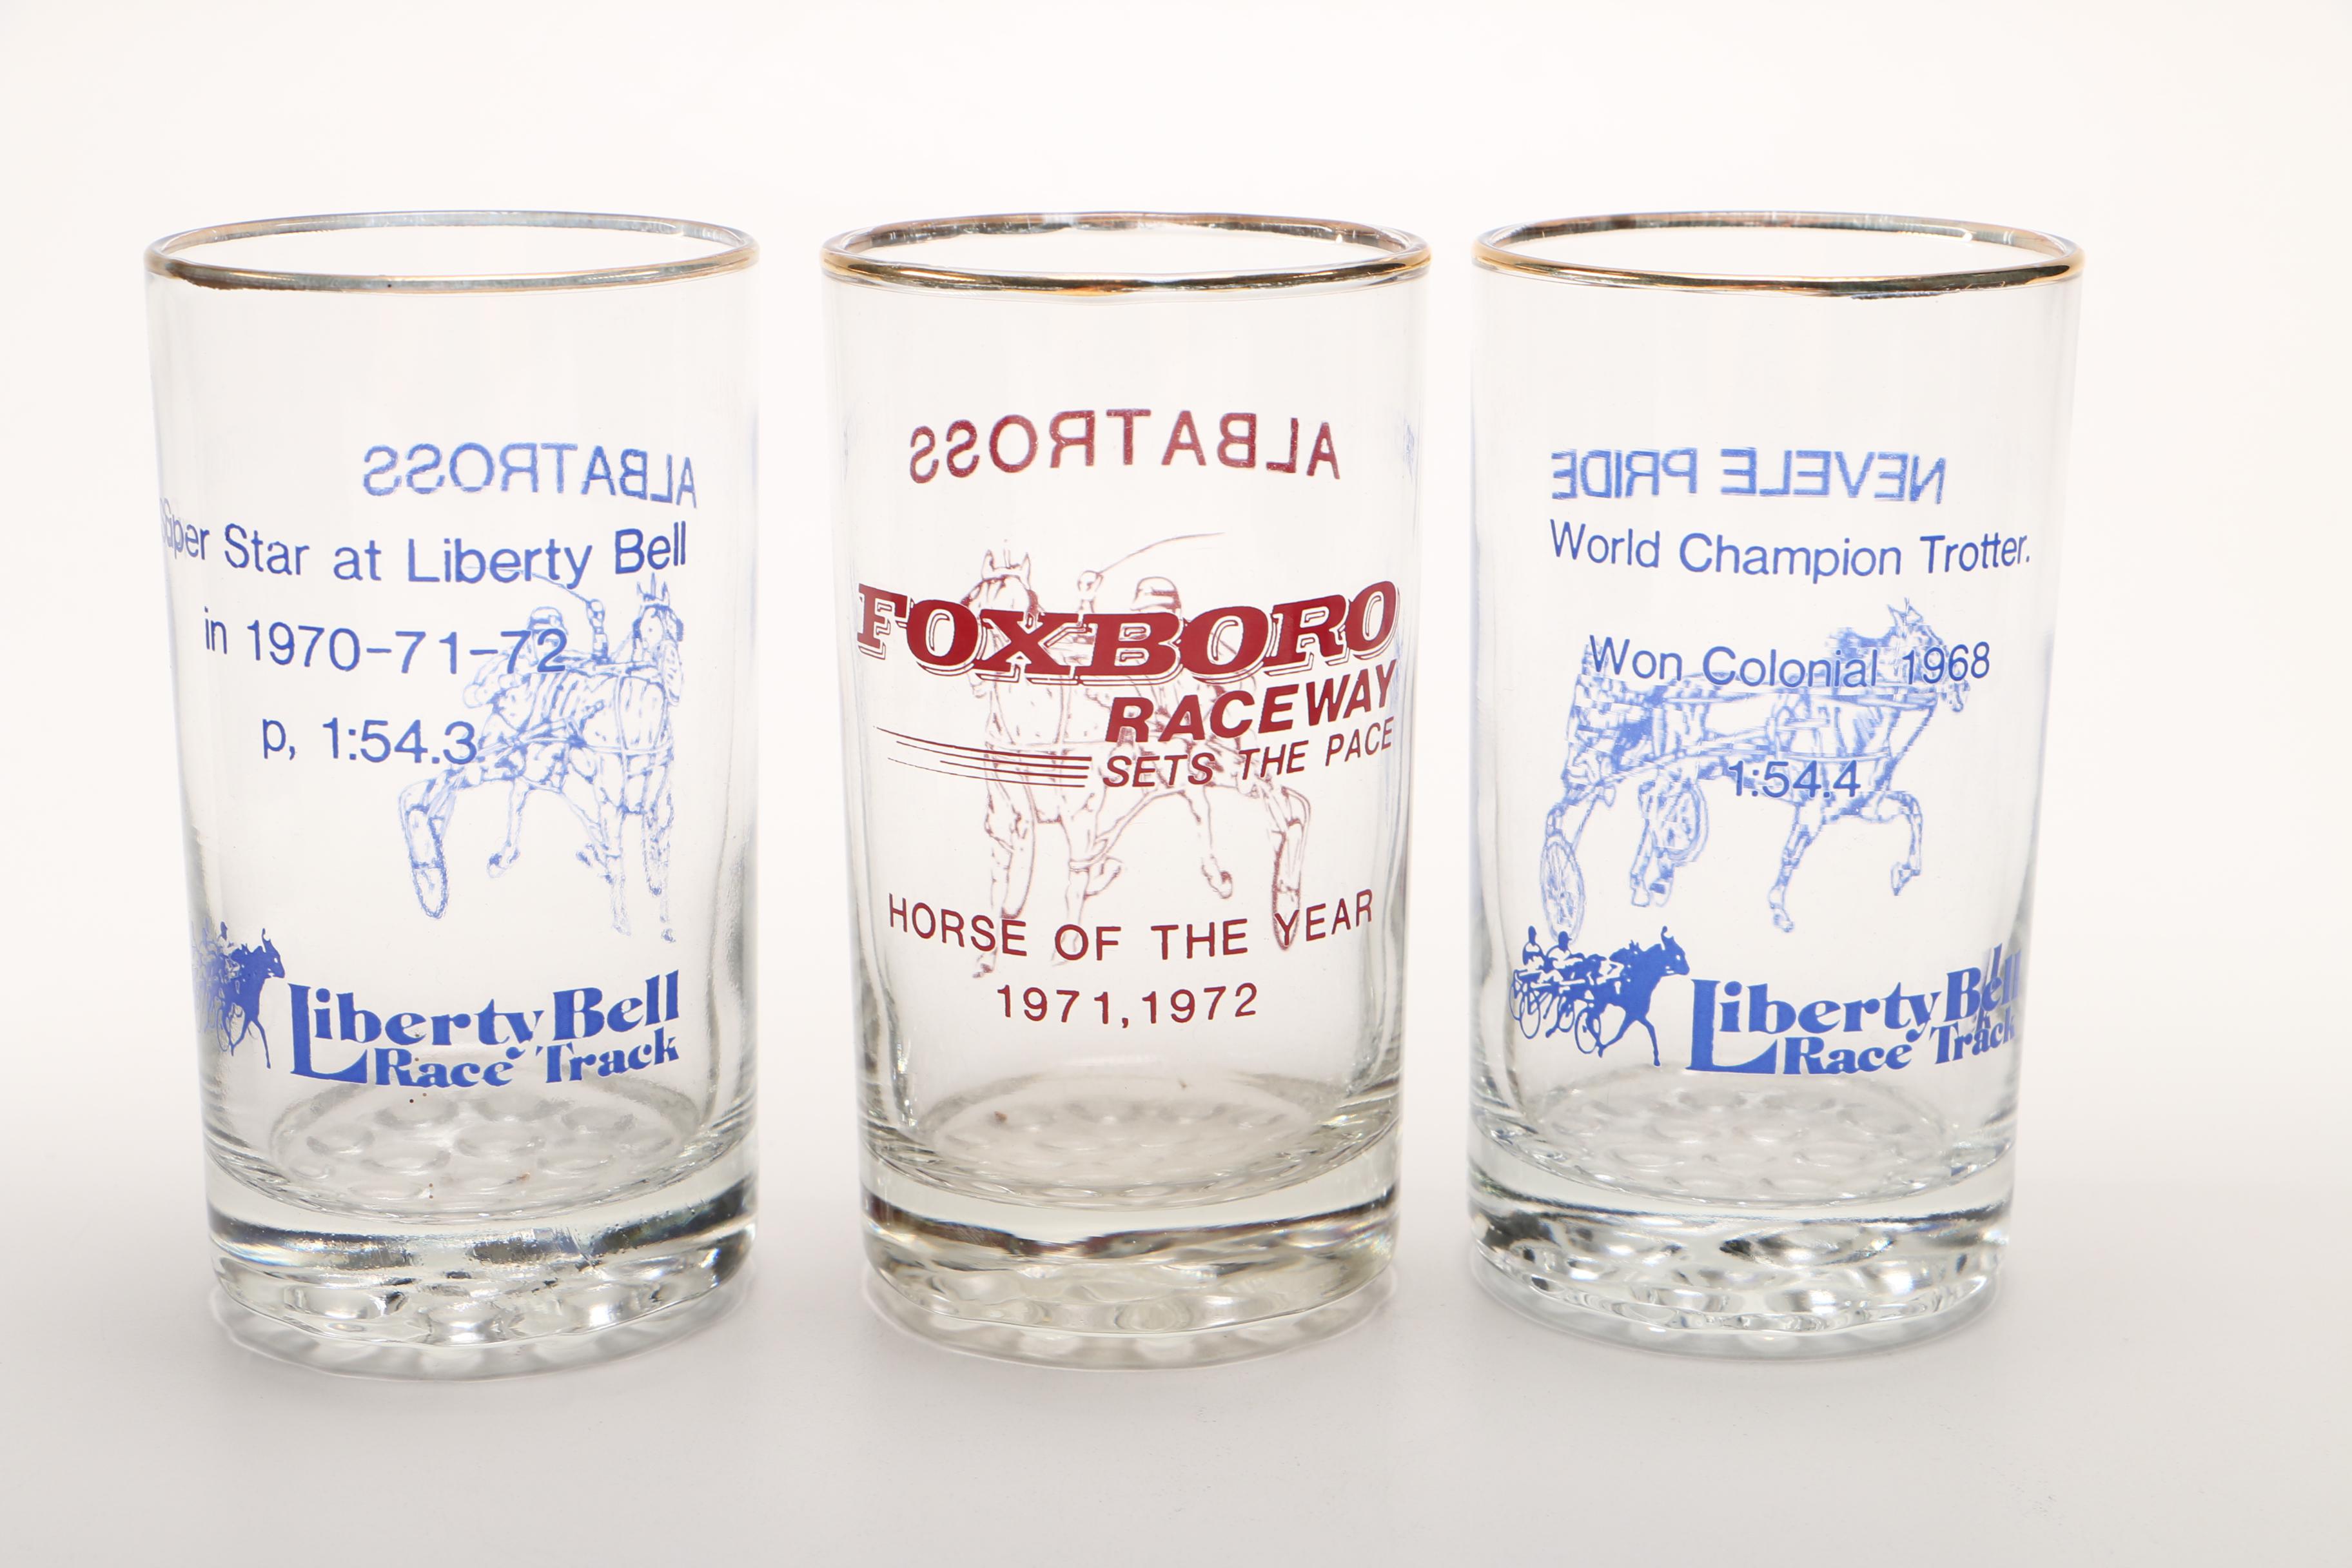 ALBATROSS
Super Star at Liberty Bell
in 1970-71-72
p, 1:54.3
Liberty Bell
Race Track
ALBATROSS
FOXBORO
RACEWAY
SETS THE PACE
HORSE OF THE YEAR
1971, 1972
NEVELE PRIDE
World Champion Trotter.
Won Colonial 1968
1:54.4
Liberty Bell
Race Track